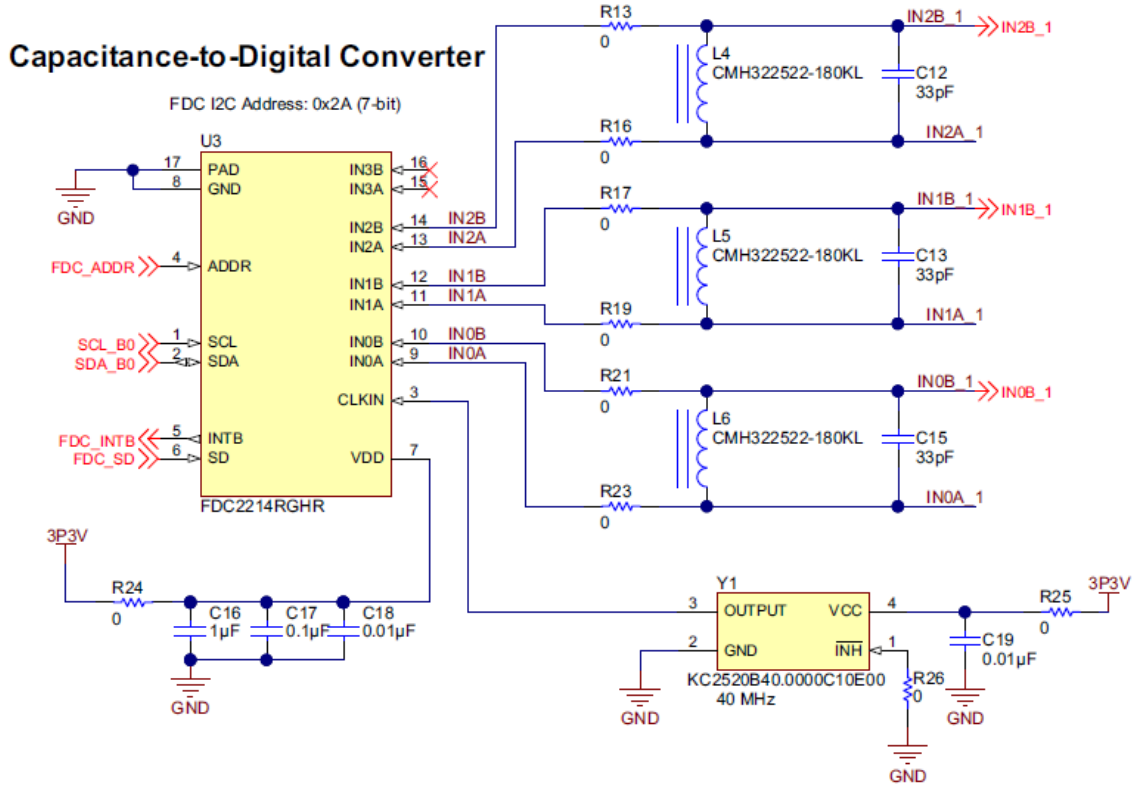 Capacitance-to-Digital Converter
FDC I2C Address: 0x2A (7-bit)
U3
17 PAD
8 GND
GND
FDC_ADDR 4 ADDR
SCL_B0 1 SCL
SDA_B0 2 SDA
FDC_INTB 5 INTB
FDC_SD 6 SD
IN3B 16
IN3A 15
IN2B 14 IN2B
IN2A 13 IN2A
IN1B 12 IN1B
IN1A 11 IN1A
IN0B 10 IN0B
IN0A 9 IN0A
CLKIN 3
VDD 7
FDC2214RGHR
R13
0
IN2B_1 IN2B_1
L4
CMH322522-180KL
C12
33pF
R16
0
IN2A_1
R17
0
IN1B_1 IN1B_1
L5
CMH322522-180KL
C13
33pF
R19
0
IN1A_1
R21
0
IN0B_1 IN0B_1
L6
CMH322522-180KL
C15
33pF
R23
0
IN0A_1
3P3V
R24
0
C16
1µF
C17
0.1µF
C18
0.01µF
GND
Y1
3 OUTPUT VCC 4
2 GND INH 1
KC2520B40.0000C10E00
40 MHz
GND
R26
0
GND
C19
0.01µF
GND
R25
0
3P3V